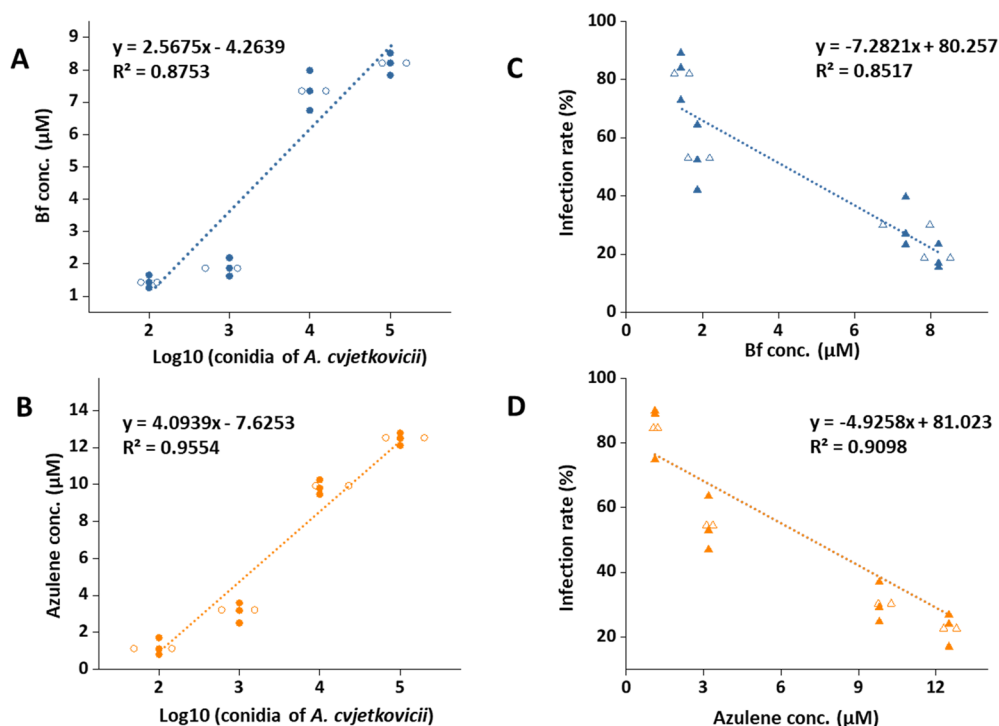 A
y = 2.5675x - 4.2639
R² = 0.8753
Bf conc. (µM)
9
8
7
6
5
4
3
2
1
2 3 4 5
Log10 (conidia of A. cvjetkovicii)
C
y = -7.2821x + 80.257
R² = 0.8517
Infection rate (%)
100
80
60
40
20
0
0 2 4 6 8
Bf conc. (µM)
B
y = 4.0939x - 7.6253
R² = 0.9554
Azulene conc. (µM)
14
12
10
8
6
4
2
0
2 3 4 5
Log10 (conidia of A. cvjetkovicii)
D
y = -4.9258x + 81.023
R² = 0.9098
Infection rate (%)
100
80
60
40
20
0 3 6 9 12
Azulene conc. (µM)